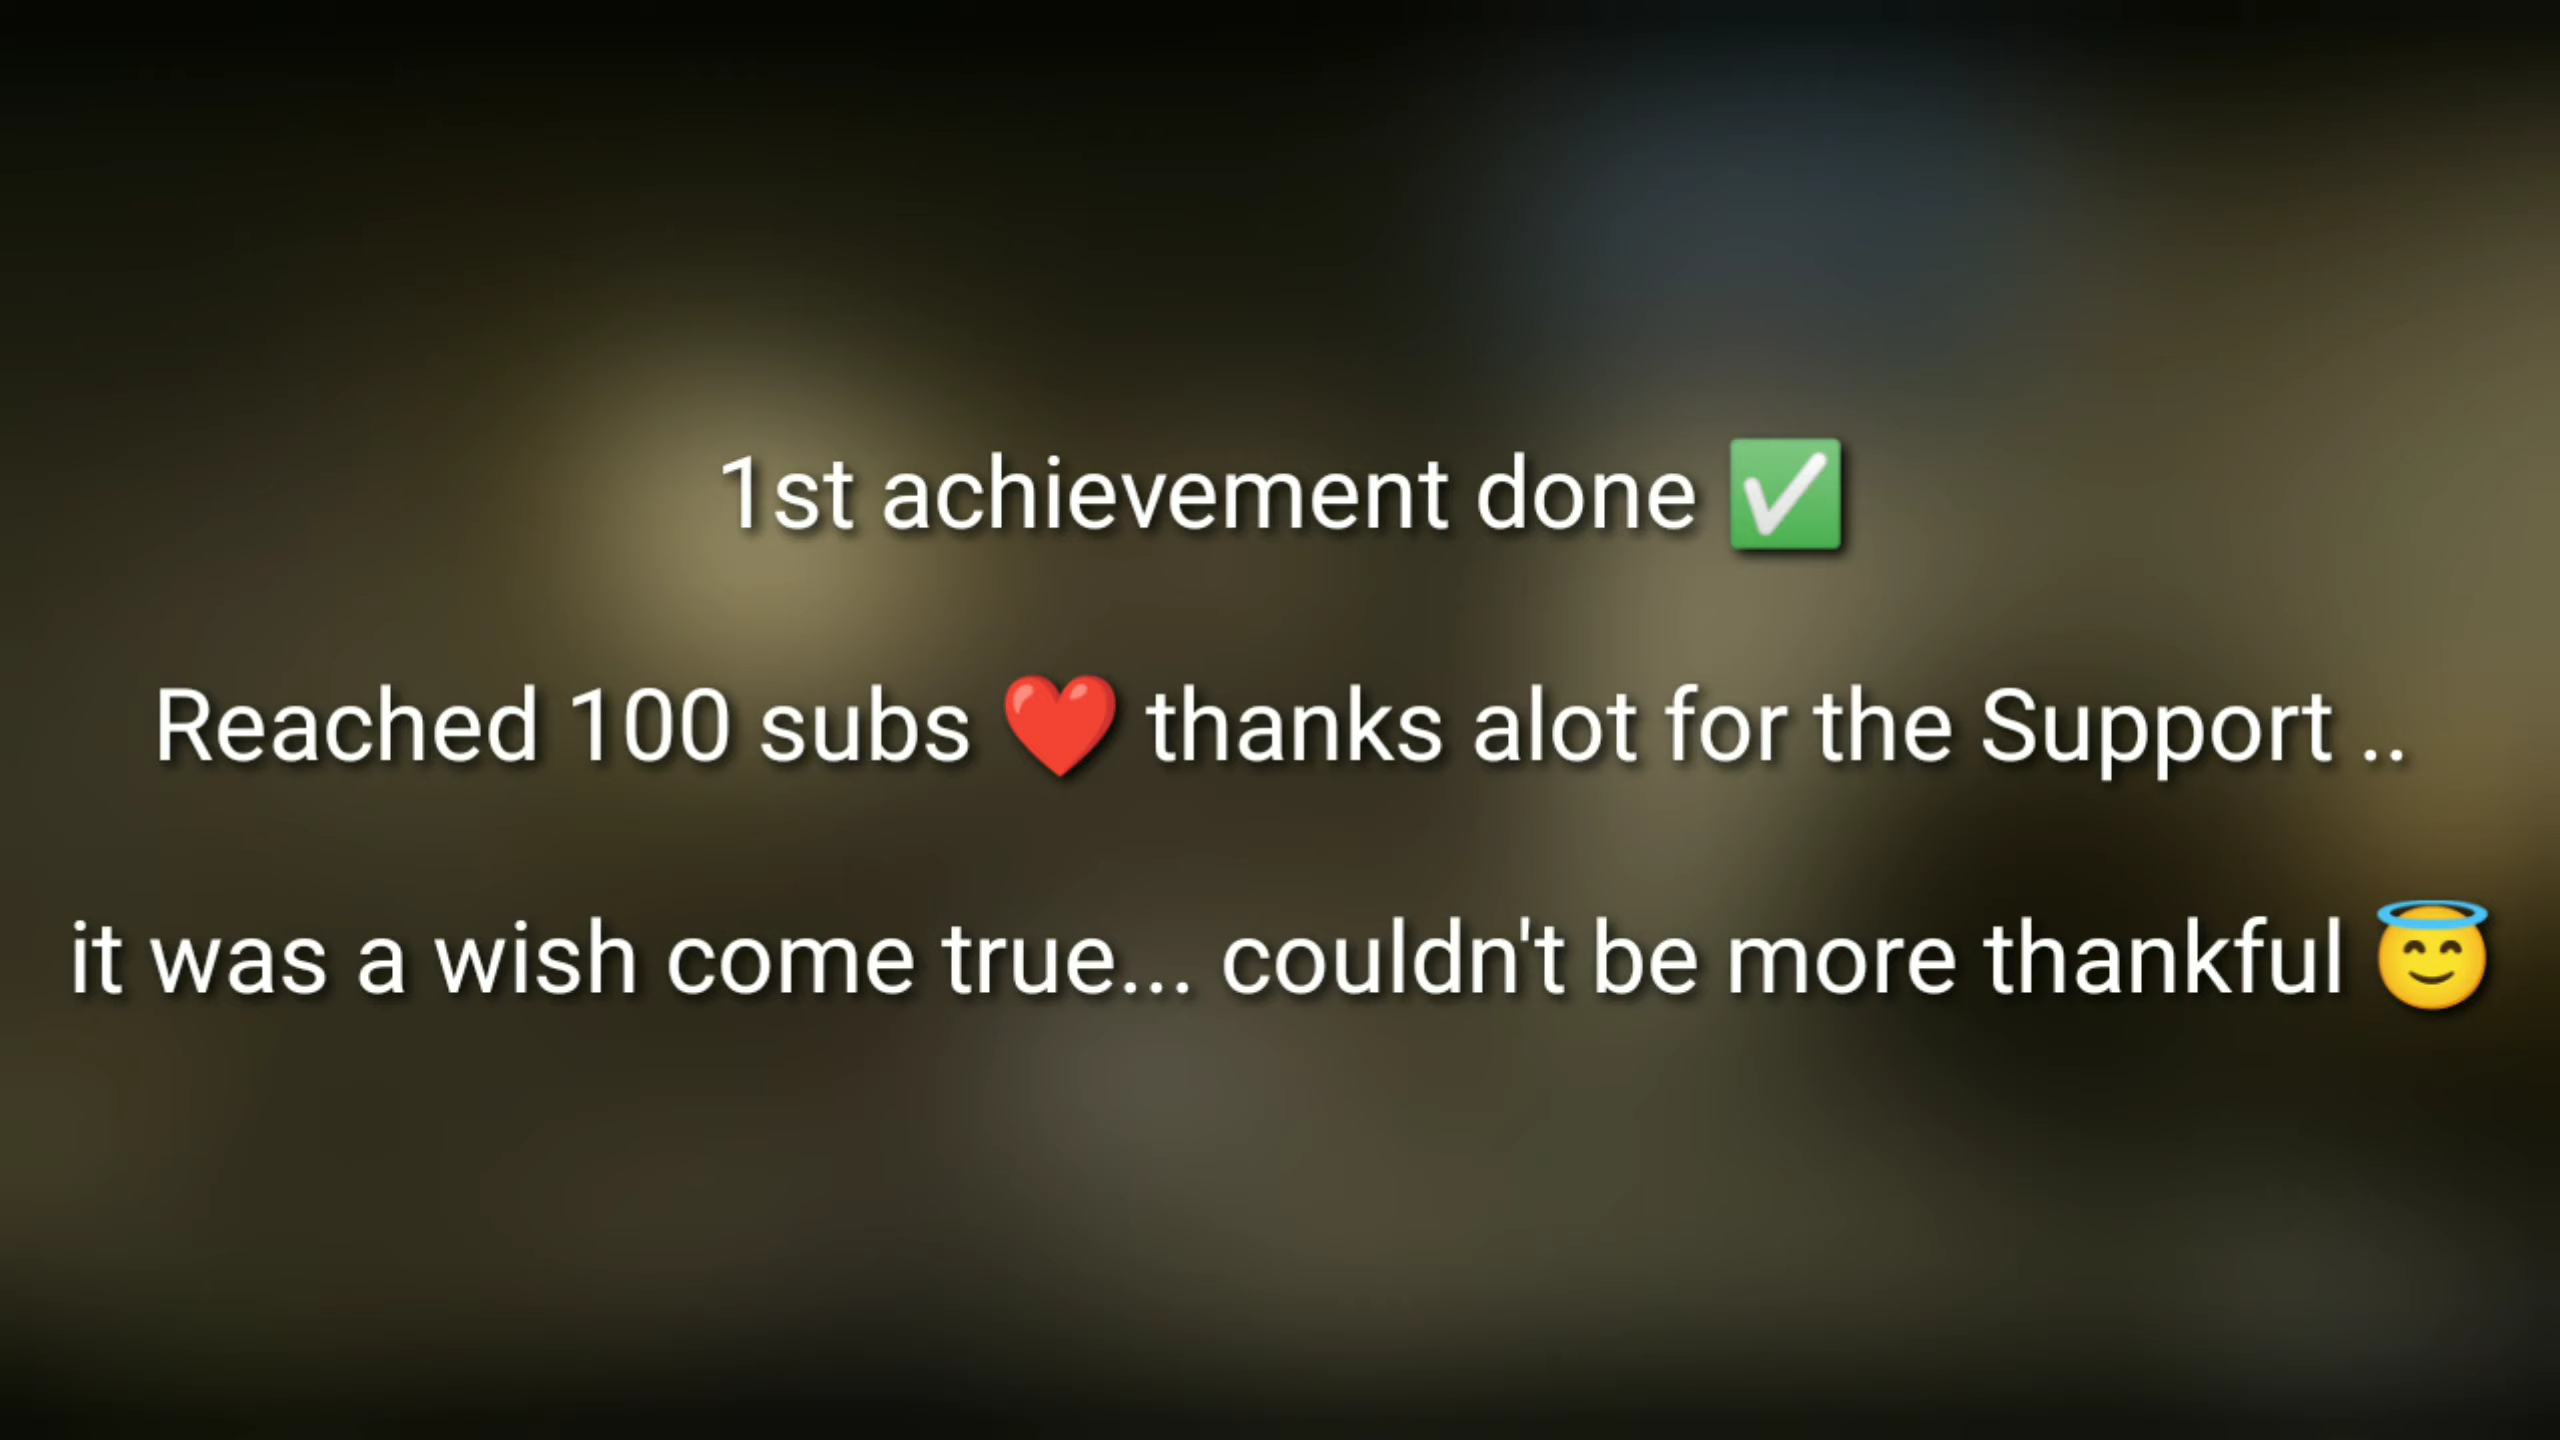 1st achievement done ✅
Reached 100 subs ❤️ thanks alot for the Support ..
it was a wish come true... couldn't be more thankful 😇